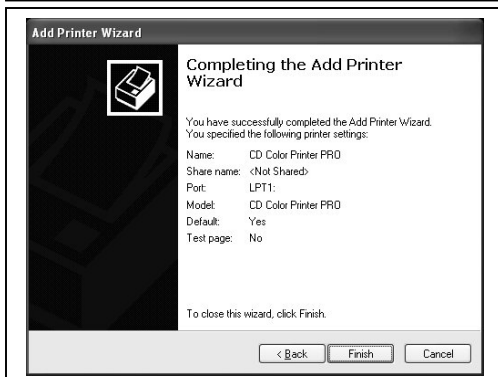 Add Printer Wizard
Completing the Add Printer
Wizard
You have successfully completed the Add Printer Wizard.
You specified the following printer settings:
Name: CD Color Printer PRO
Share name: <Not Shared>
Port: LPT1:
Model: CD Color Printer PRO
Default: Yes
Test page: No
To close this wizard, click Finish.
< Back Finish Cancel